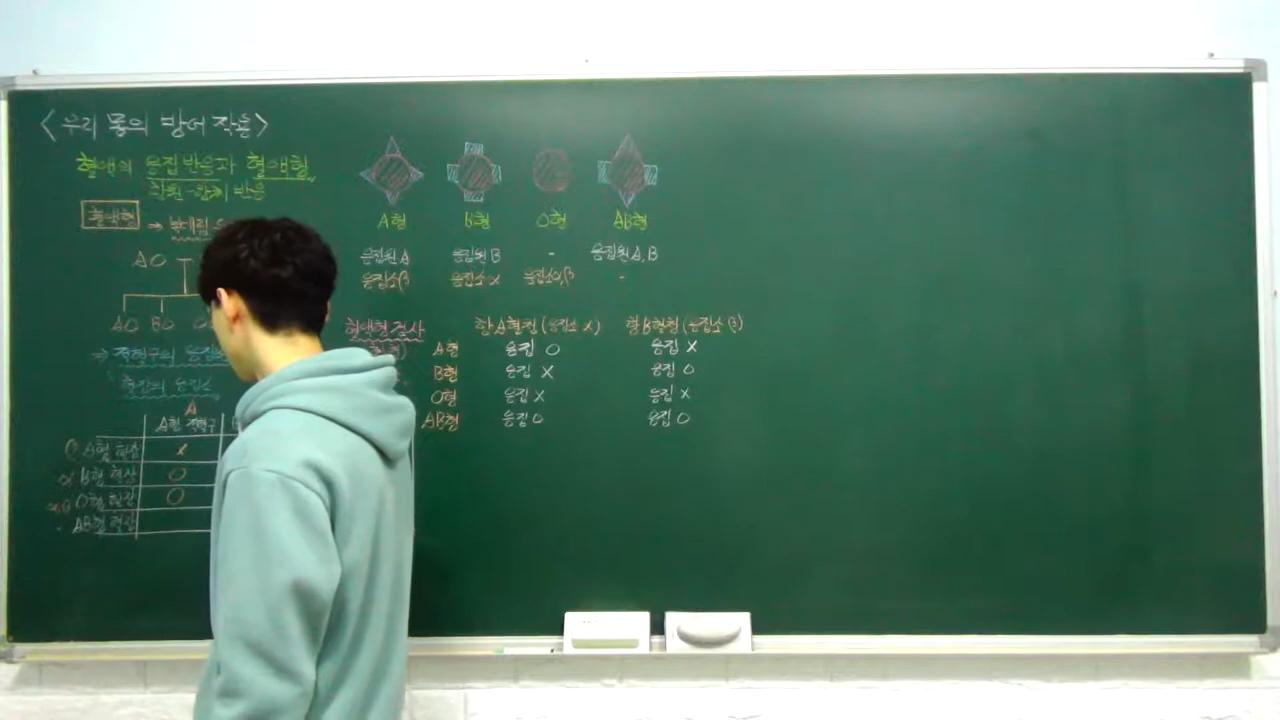 <우리 몸의 방어 작용>
혈액의 응집 반응과 혈액형
항원-항체 반응
혈액형 ⇒
AO
AO BO
⇒ 적혈구의 응집원
혈장의 응집소
A
A형 적혈구
β A형 혈장 X
α B형 혈장 O
αβ O형 혈장 O
· AB형 혈장
A형 B형 O형 AB형
응집원 A 응집원 B - 응집원 A, B
응집소 β 응집소 α 응집소 α, β -
혈액형 검사 항A혈청 (응집소 α) 항B혈청 (응집소 β)
A형 응집 O 응집 X
B형 응집 X 응집 O
O형 응집 X 응집 X
AB형 응집 O 응집 O